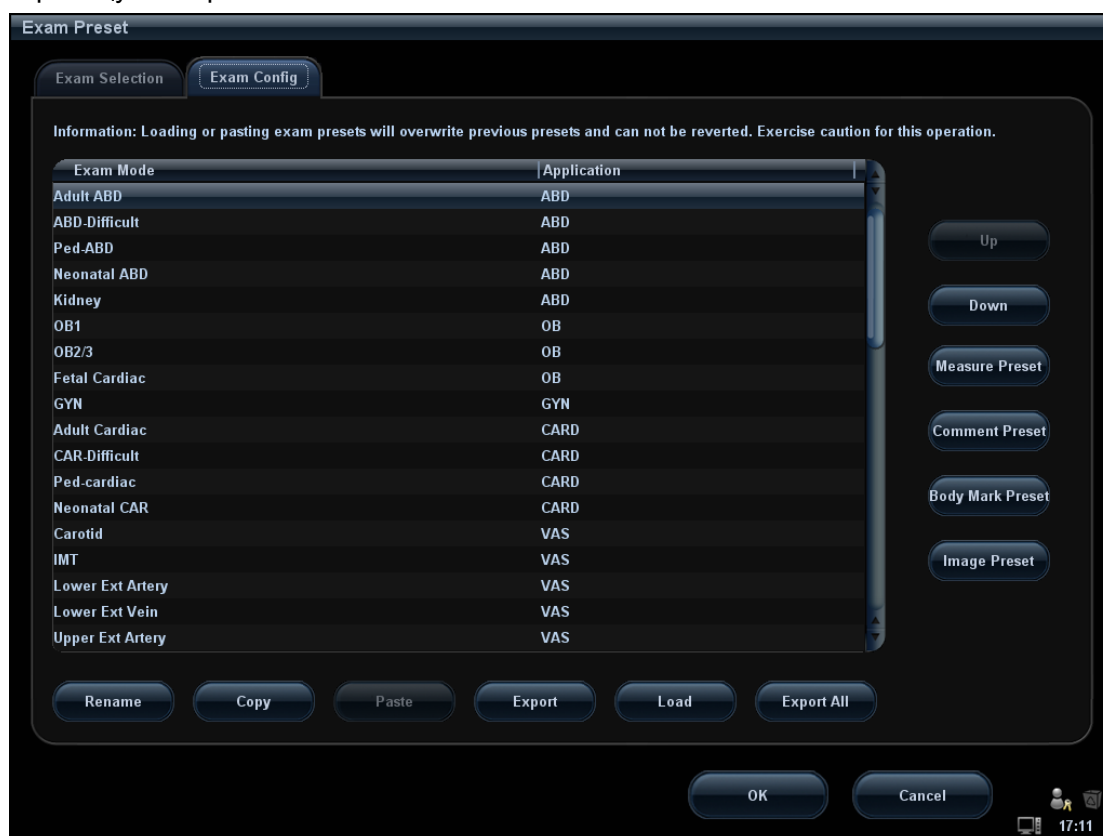 Exam Preset
Exam Selection Exam Config
Information: Loading or pasting exam presets will overwrite previous presets and can not be reverted. Exercise caution for this operation.
Exam Mode Application
Adult ABD ABD
ABD-Difficult ABD
Ped-ABD ABD
Neonatal ABD ABD
Kidney ABD
OB1 OB
OB2/3 OB
Fetal Cardiac OB
GYN GYN
Adult Cardiac CARD
CAR-Difficult CARD
Ped-cardiac CARD
Neonatal CAR CARD
Carotid VAS
IMT VAS
Lower Ext Artery VAS
Lower Ext Vein VAS
Upper Ext Artery VAS
Up
Down
Measure Preset
Comment Preset
Body Mark Preset
Image Preset
Rename Copy Paste Export Load Export All
OK Cancel
17:11